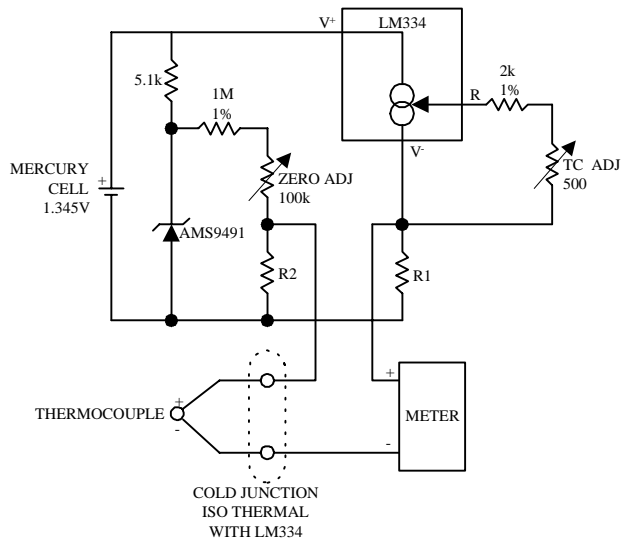 V+
LM334
5.1k
1M
1%
2k
1%
R
V-
MERCURY
CELL
1.345V
+
ZERO ADJ
100k
TC ADJ
500
AMS9491
R2
R1
+
-
THERMOCOUPLE
+
-
METER
COLD JUNCTION
ISO THERMAL
WITH LM334